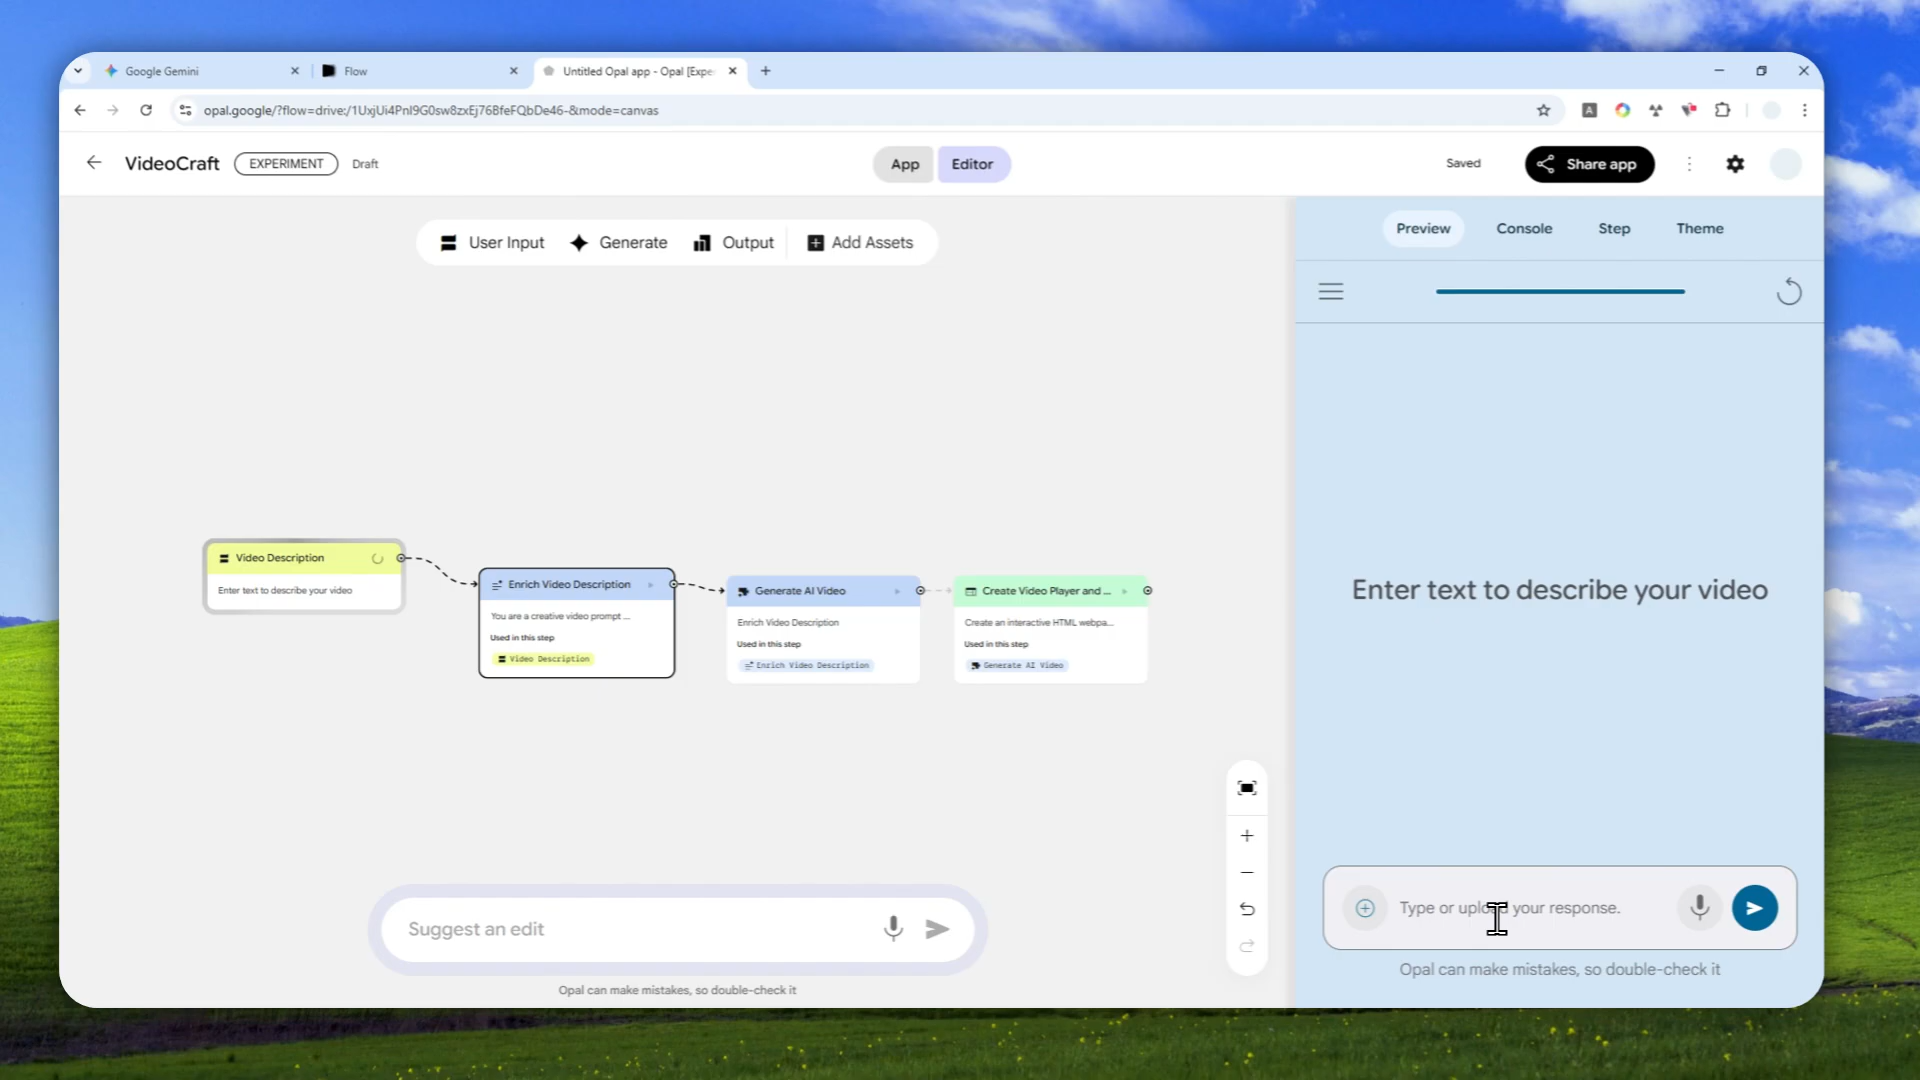 Google Gemini
Flow
Untitled Opal app - Opal [Expe
opal.google/?flow=drive:/1UxjUi4PnI9G0sw8zxEj76BfeFQbDe46-&mode=canvas
VideoCraft
EXPERIMENT
Draft
App
Editor
Saved
Share app
User Input
Generate
Output
Add Assets
Preview
Console
Step
Theme
Video Description
Enter text to describe your video
Enrich Video Description
You are a creative video prompt ...
Used in this step
Video Description
Generate AI Video
Enrich Video Description
Used in this step
Enrich Video Description
Create Video Player and ...
Create an interactive HTML webpa...
Used in this step
Generate AI Video
Enter text to describe your video
Type or upload your response.
Opal can make mistakes, so double-check it
Suggest an edit
Opal can make mistakes, so double-check it